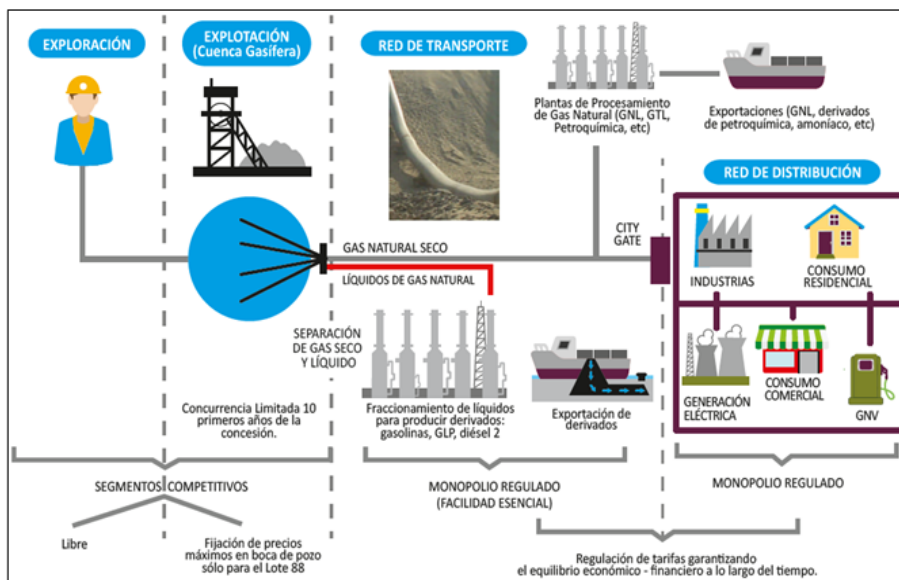 EXPLORACIÓN
EXPLOTACIÓN
(Cuenca Gasífera)
RED DE TRANSPORTE
Plantas de Procesamiento
de Gas Natural (GNL, GTL,
Petroquímica, etc)
Exportaciones (GNL, derivados
de petroquímica, amoníaco, etc)
RED DE DISTRIBUCIÓN
CITY
GATE
GAS NATURAL SECO
LÍQUIDOS DE GAS NATURAL
INDUSTRIAS
CONSUMO
RESIDENCIAL
SEPARACIÓN
DE GAS SECO
Y LÍQUIDO
GENERACIÓN
ELÉCTRICA
CONSUMO
COMERCIAL
GNV
Concurrencia Limitada 10
primeros años de la
concesión.
Fraccionamiento de líquidos
para producir derivados:
gasolinas, GLP, diésel 2
Exportación de
derivados
SEGMENTOS COMPETITIVOS
MONOPOLIO REGULADO
(FACILIDAD ESENCIAL)
MONOPOLIO REGULADO
Libre
Fijación de precios
máximos en boca de pozo
sólo para el Lote 88
Regulación de tarifas garantizando
el equilibrio económico - financiero a lo largo del tiempo.